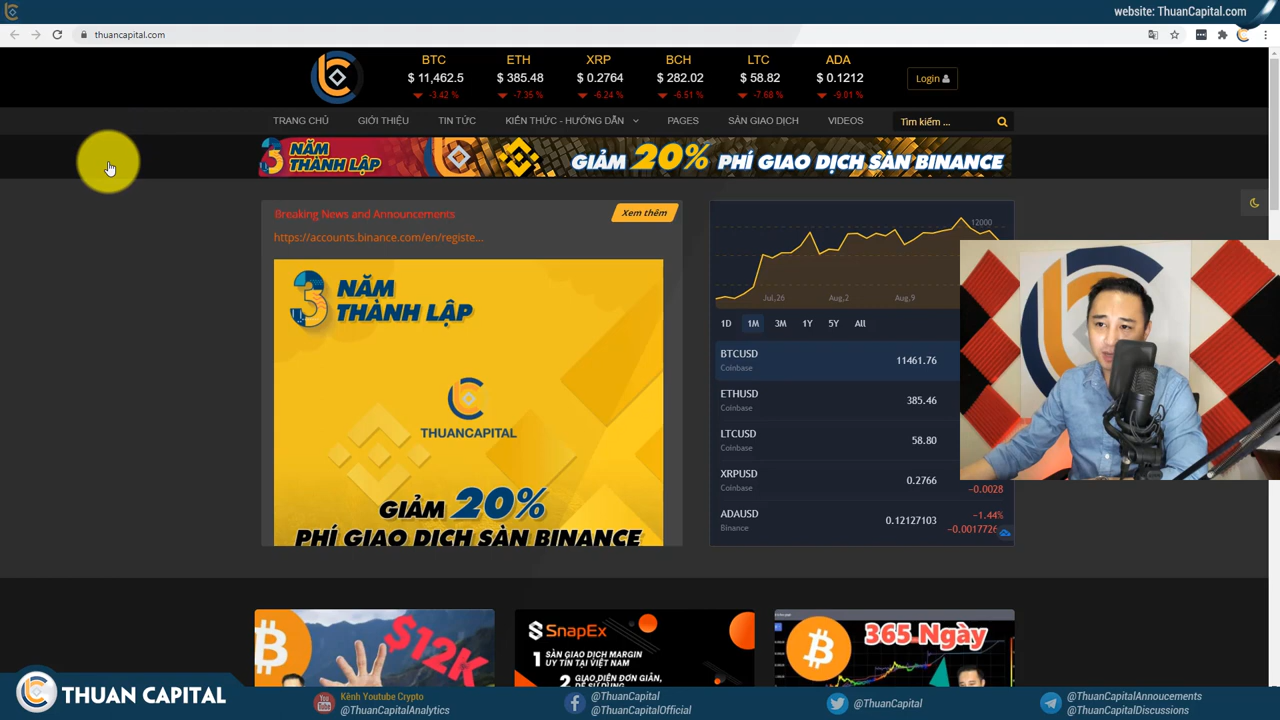 website: ThuanCapital.com
thuancapital.com
BTC
$ 11,462.5
-3.42 %
ETH
$ 385.48
-7.35 %
XRP
$ 0.2764
-6.24 %
BCH
$ 282.02
-6.51 %
LTC
$ 58.82
-7.68 %
ADA
$ 0.1212
-9.01 %
Login
TRANG CHỦ
GIỚI THIỆU
TIN TỨC
KIẾN THỨC - HƯỚNG DẪN
PAGES
SÀN GIAO DỊCH
VIDEOS
Tìm kiếm ...
3 NĂM
THÀNH LẬP
GIẢM 20% PHÍ GIAO DỊCH SÀN BINANCE
Breaking News and Announcements
Xem thêm
https://accounts.binance.com/en/registe...
3 NĂM
THÀNH LẬP
THUANCAPITAL
GIẢM 20%
PHÍ GIAO DỊCH SÀN BINANCE
12000
Jul,26
Aug,2
Aug,9
1D
1M
3M
1Y
5Y
All
BTCUSD
Coinbase
11461.76
ETHUSD
Coinbase
385.46
LTCUSD
Coinbase
58.80
XRPUSD
Coinbase
0.2766
−0.0028
ADAUSD
Binance
0.12127103
−1.44%
−0.0017726
$12K
SnapEx
1 SÀN GIAO DỊCH MARGIN
UY TÍN TẠI VIỆT NAM
2 GIAO DIỆN ĐƠN GIẢN,
365 Ngày
THUAN CAPITAL
Kênh Youtube Crypto
@ThuanCapitalAnalytics
@ThuanCapital
@ThuanCapitalOfficial
@ThuanCapital
@ThuanCapitalAnnoucements
@ThuanCapitalDiscussions